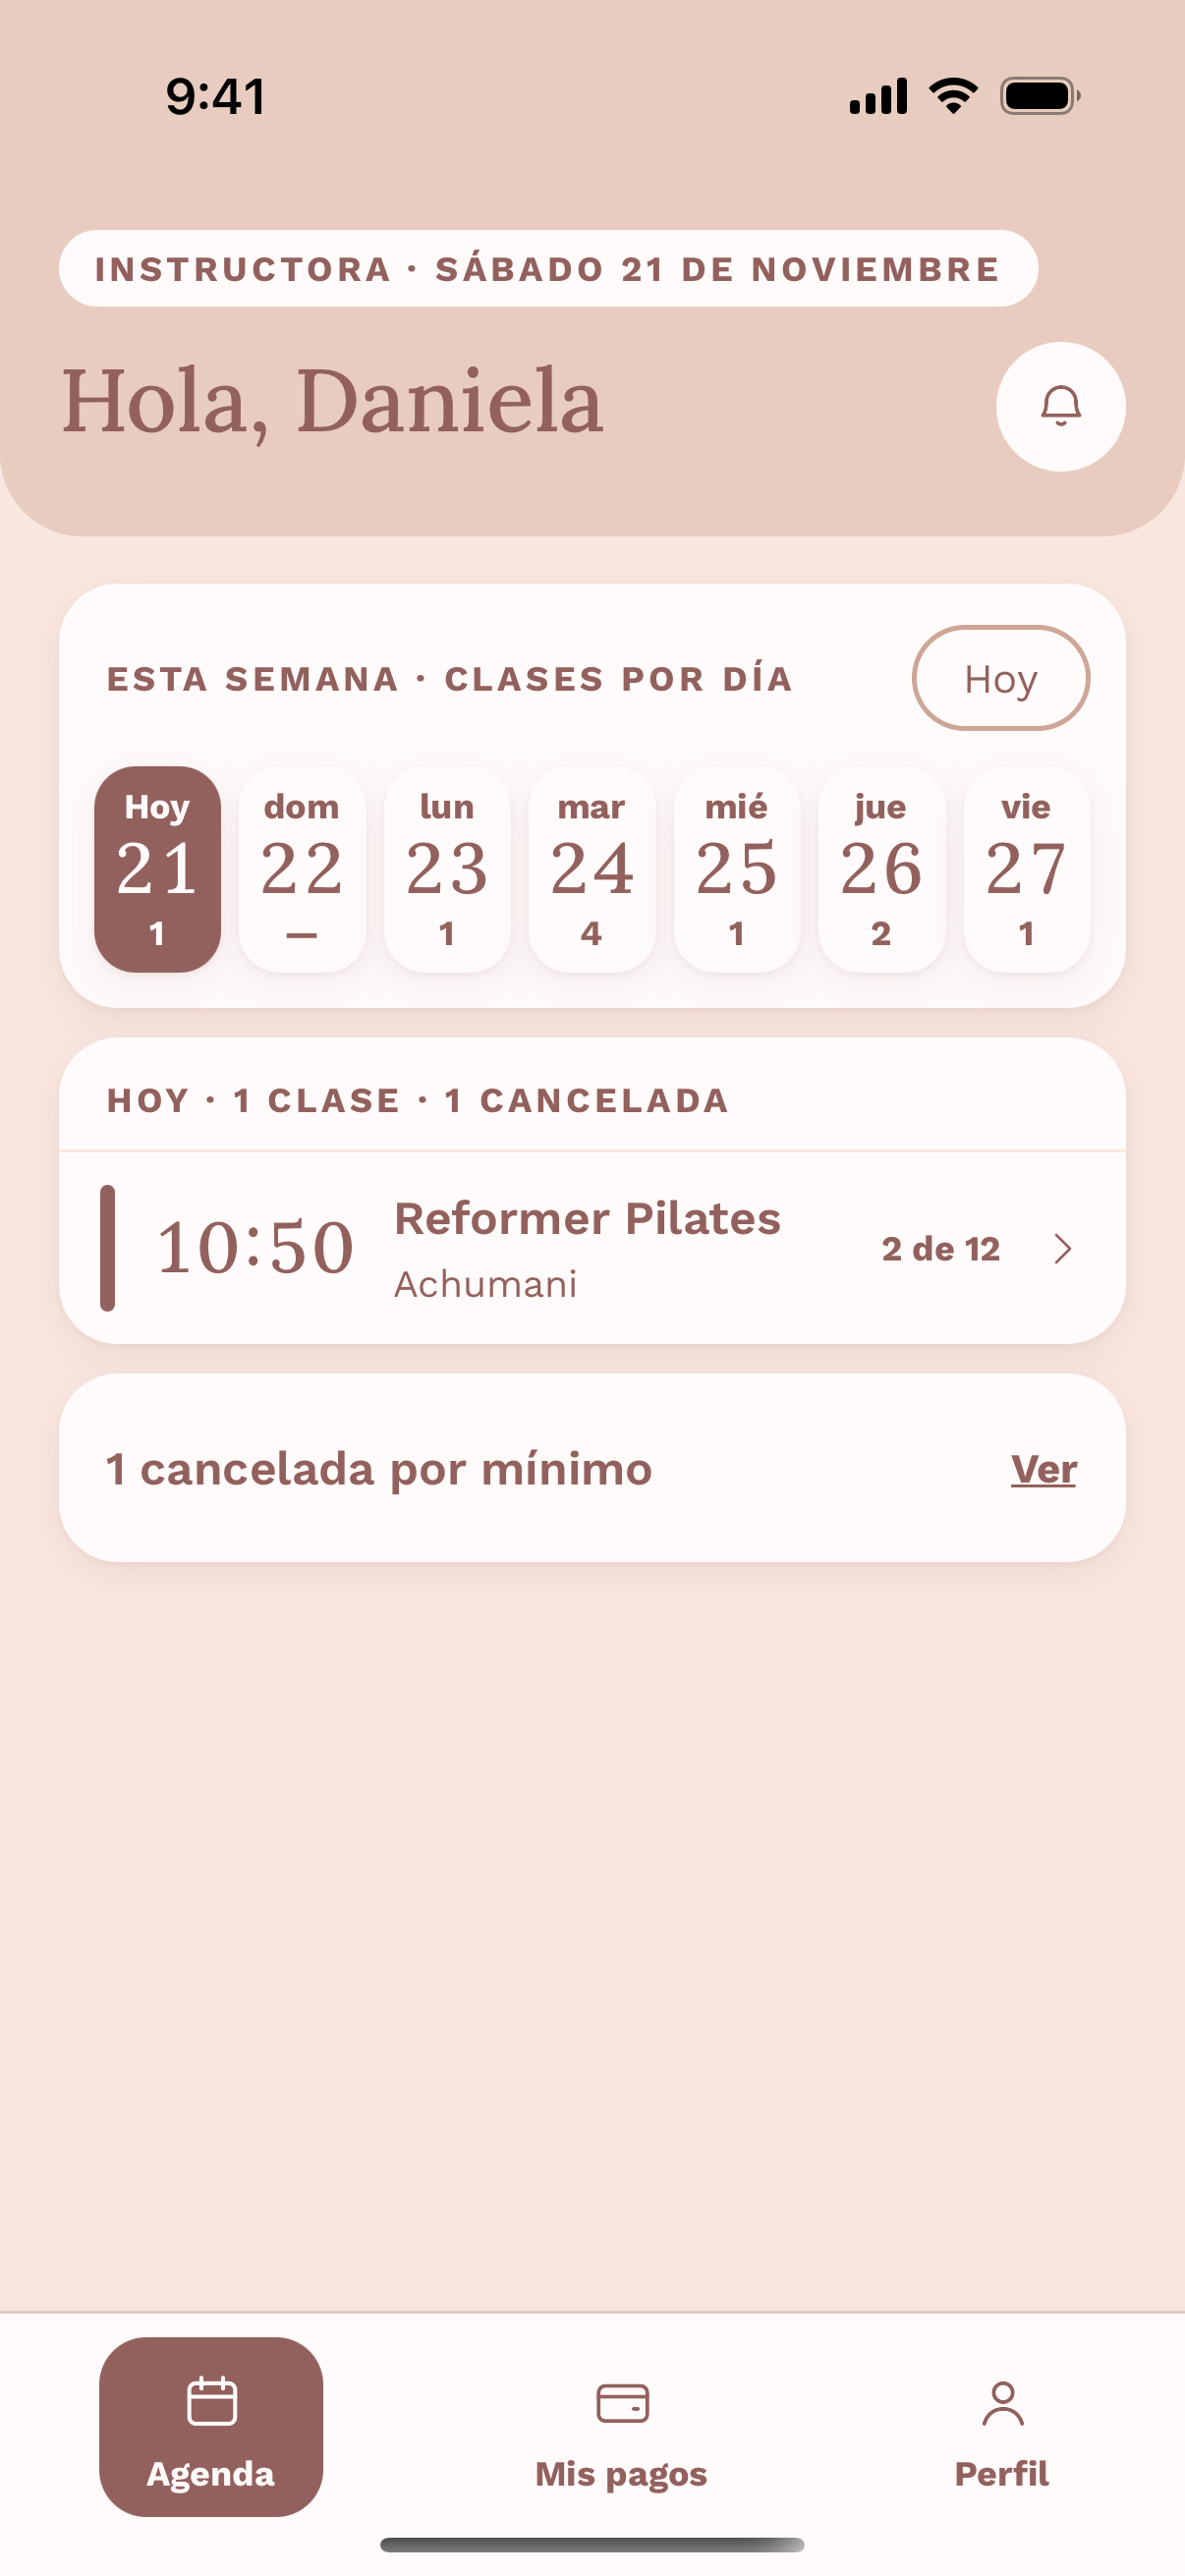 9:41
INSTRUCTORA · SÁBADO 21 DE NOVIEMBRE
Hola, Daniela
ESTA SEMANA · CLASES POR DÍA
Hoy
Hoy dom lun mar mié jue vie
21 22 23 24 25 26 27
1 — 1 4 1 2 1
HOY · 1 CLASE · 1 CANCELADA
10:50 Reformer Pilates 2 de 12
Achumani
1 cancelada por mínimo Ver
Agenda Mis pagos Perfil